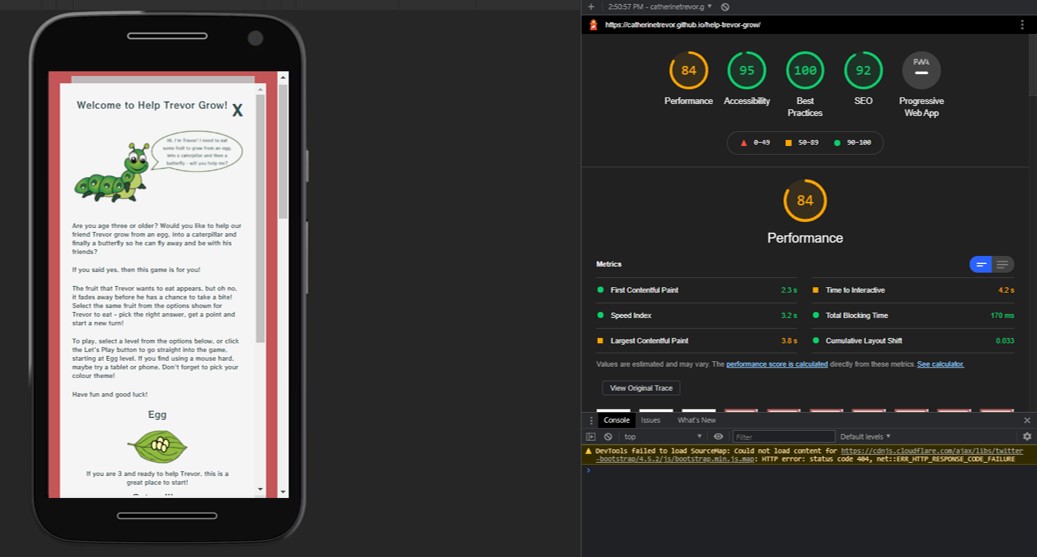 Welcome to Help Trevor Grow!
X
Hi, I'm Trevor! I need to eat
some fruit to grow from an egg,
into a caterpillar and then a
butterfly - will you help me?
Are you age three or older? Would you like to help our
friend Trevor grow from an egg, into a caterpillar and
finally a butterfly so he can fly away and be with his
friends?
If you said yes, then this game is for you!
The fruit that Trevor wants to eat appears, but oh no,
it fades away before he has a chance to take a bite!
Select the same fruit from the options shown for
Trevor to eat - pick the right answer, get a point and
start a new turn!
To play, select a level from the options below, or click
the Let's Play button to go straight into the game,
starting at Egg level. If you find using a mouse hard,
maybe try a tablet or phone. Don't forget to pick your
colour theme!
Have fun and good luck!
Egg
If you are 3 and ready to help Trevor, this is a
great place to start!
+ 2:50:57 PM - catherinetrevor.g
https://catherinetrevor.github.io/help-trevor-grow/
84 95 100 92 PWA
Performance Accessibility Best Practices SEO Progressive Web App
0-49 50-89 90-100
84
Performance
Metrics
First Contentful Paint 2.3 s Time to Interactive 4.2 s
Speed Index 3.2 s Total Blocking Time 170 ms
Largest Contentful Paint 3.8 s Cumulative Layout Shift 0.033
Values are estimated and may vary. The performance score is calculated directly from these metrics. See calculator.
View Original Trace
Console Issues What's New
top Filter Default levels
DevTools failed to load SourceMap: Could not load content for https://cdnjs.cloudflare.com/ajax/libs/twitter
-bootstrap/4.5.2/js/bootstrap.min.js.map: HTTP error: status code 404, net::ERR_HTTP_RESPONSE_CODE_FAILURE